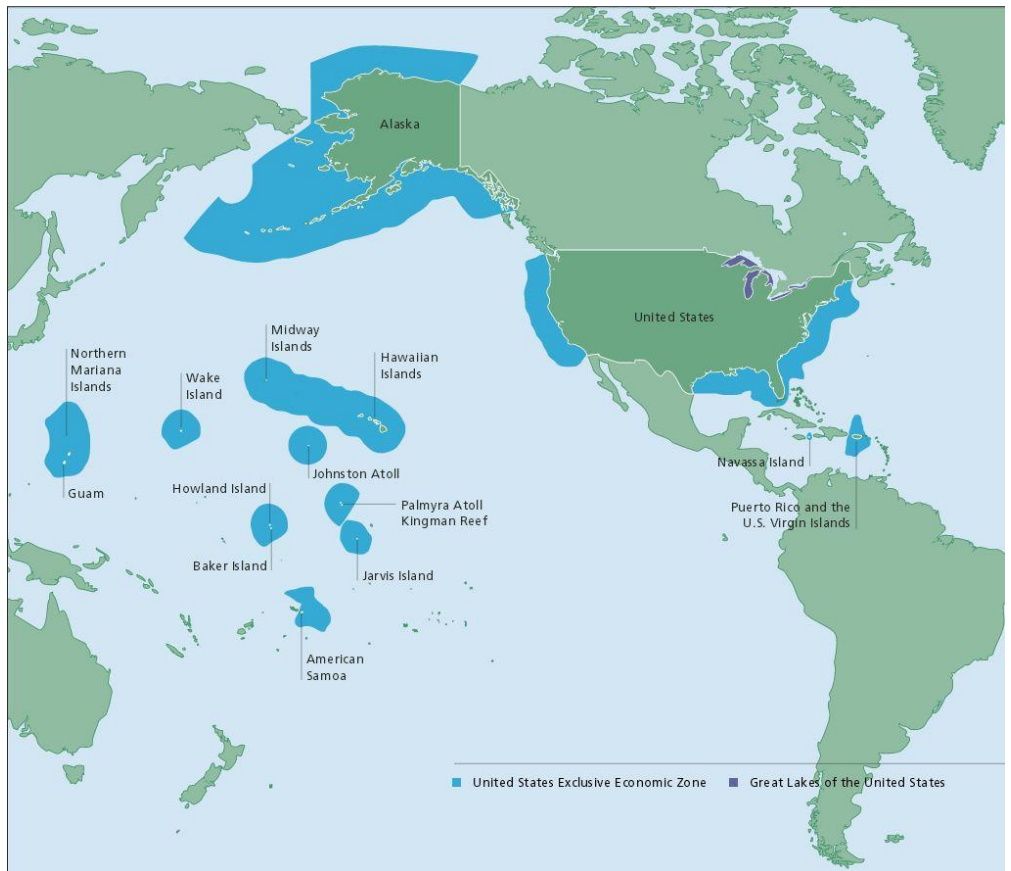 Alaska
United States
Midway
Islands
Hawaiian
Islands
Northern
Mariana
Islands
Wake
Island
Guam
Johnston Atoll
Howland Island
Palmyra Atoll
Kingman Reef
Baker Island
Jarvis Island
American
Samoa
Navassa Island
Puerto Rico and the
U.S. Virgin Islands
United States Exclusive Economic Zone
Great Lakes of the United States